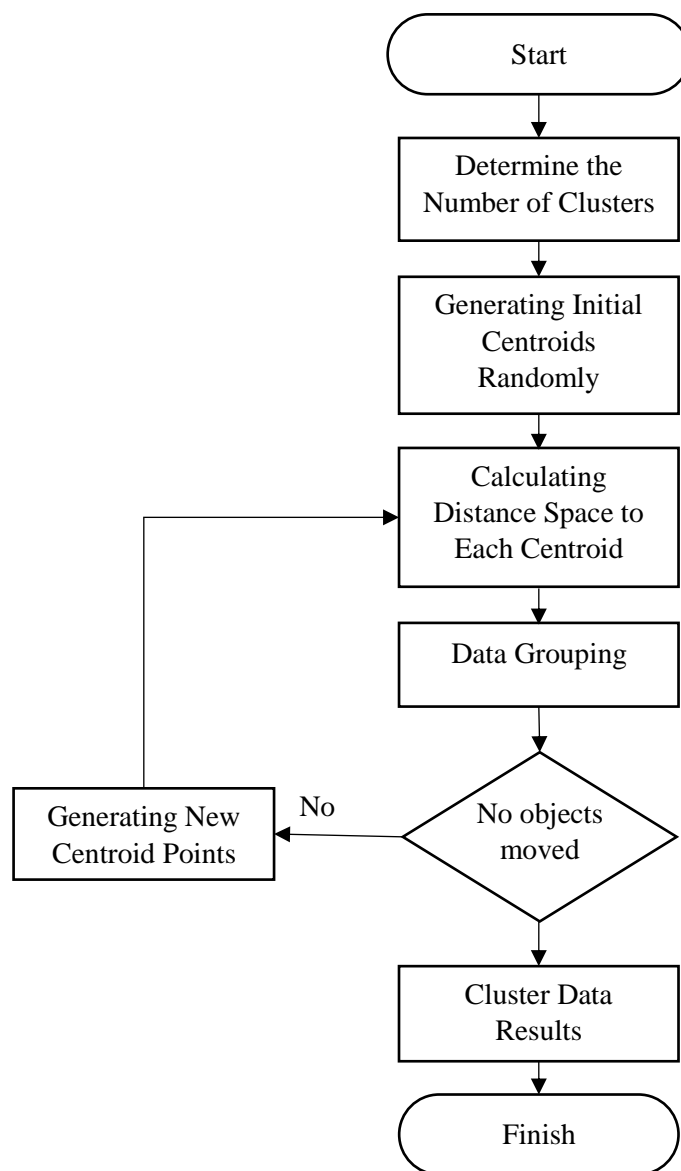 Start
Determine the
Number of Clusters
Generating Initial
Centroids
Randomly
Calculating
Distance Space to
Each Centroid
Data Grouping
No objects
moved
No
Generating New
Centroid Points
Cluster Data
Results
Finish